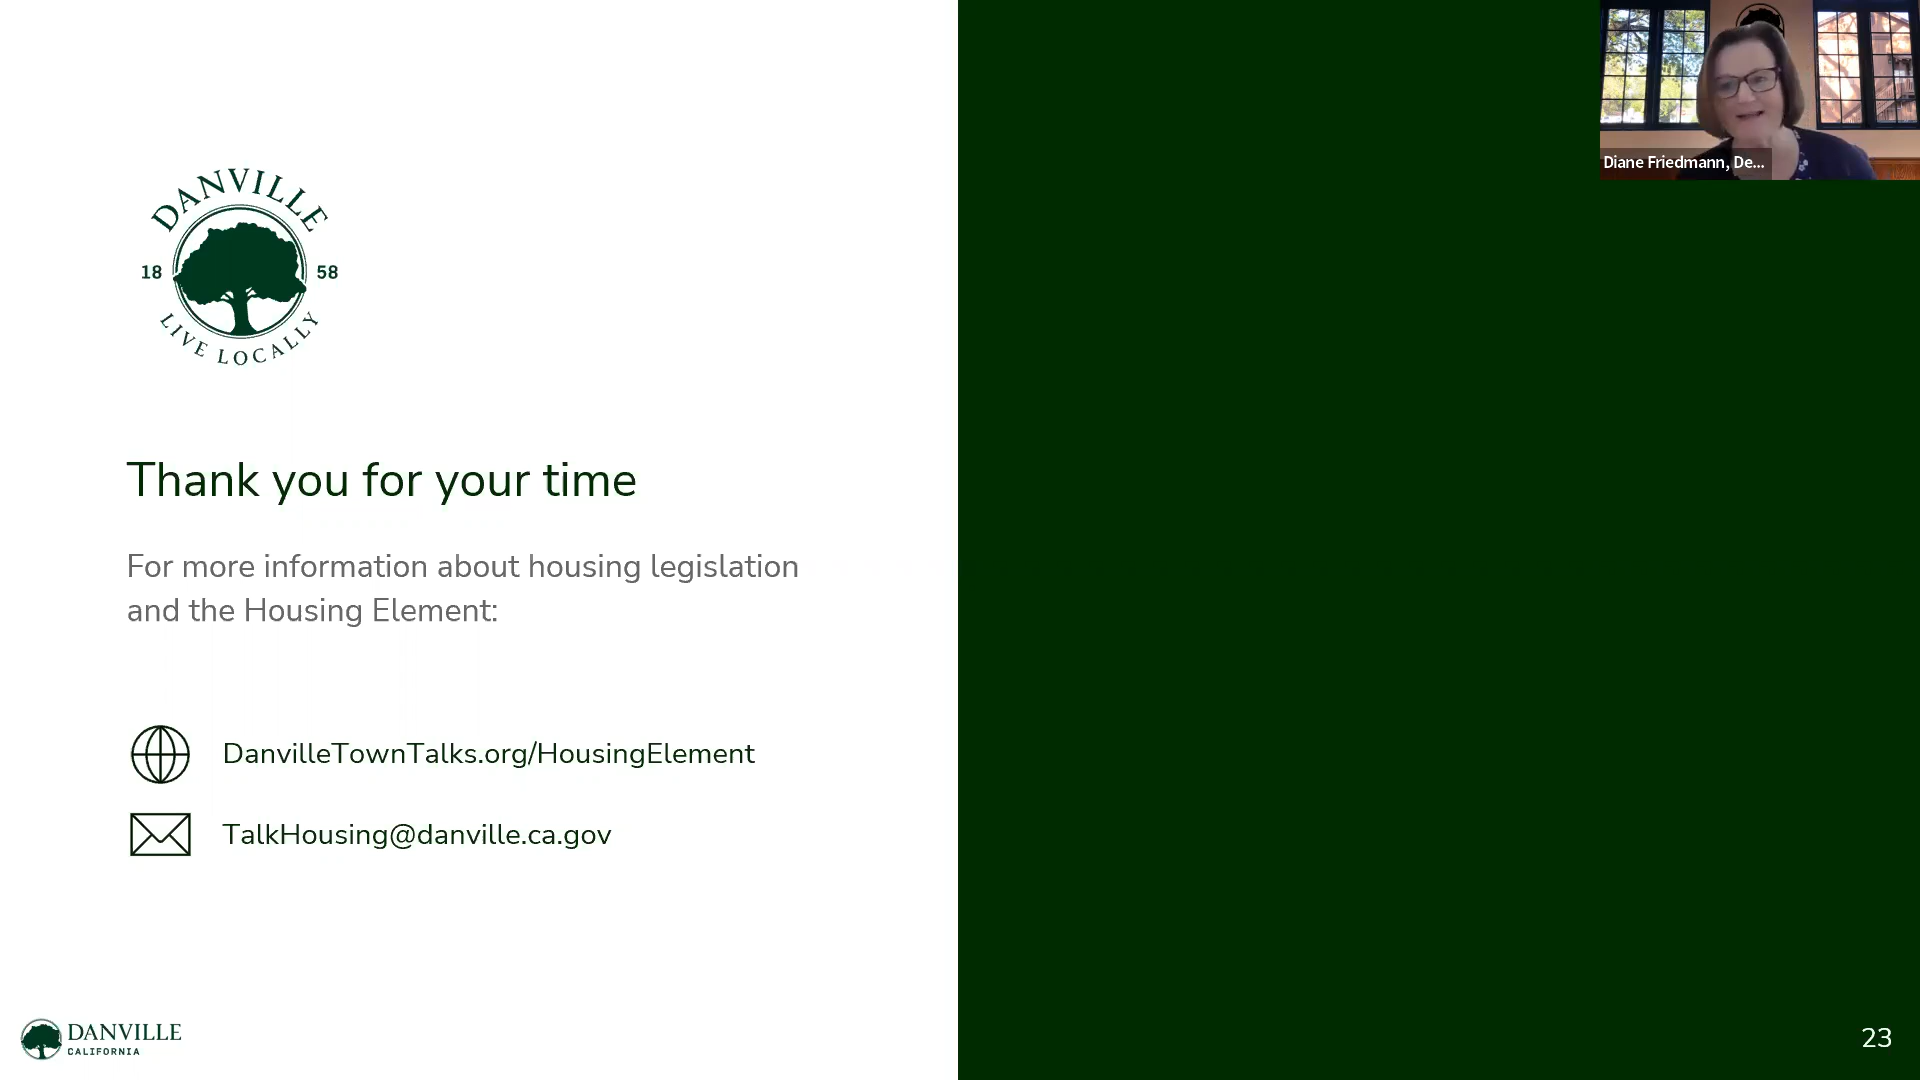 DANVILLE
18 58
LIVE LOCALLY
Thank you for your time
For more information about housing legislation
and the Housing Element:
DanvilleTownTalks.org/HousingElement
TalkHousing@danville.ca.gov
DANVILLE
CALIFORNIA
Diane Friedmann, De...
23